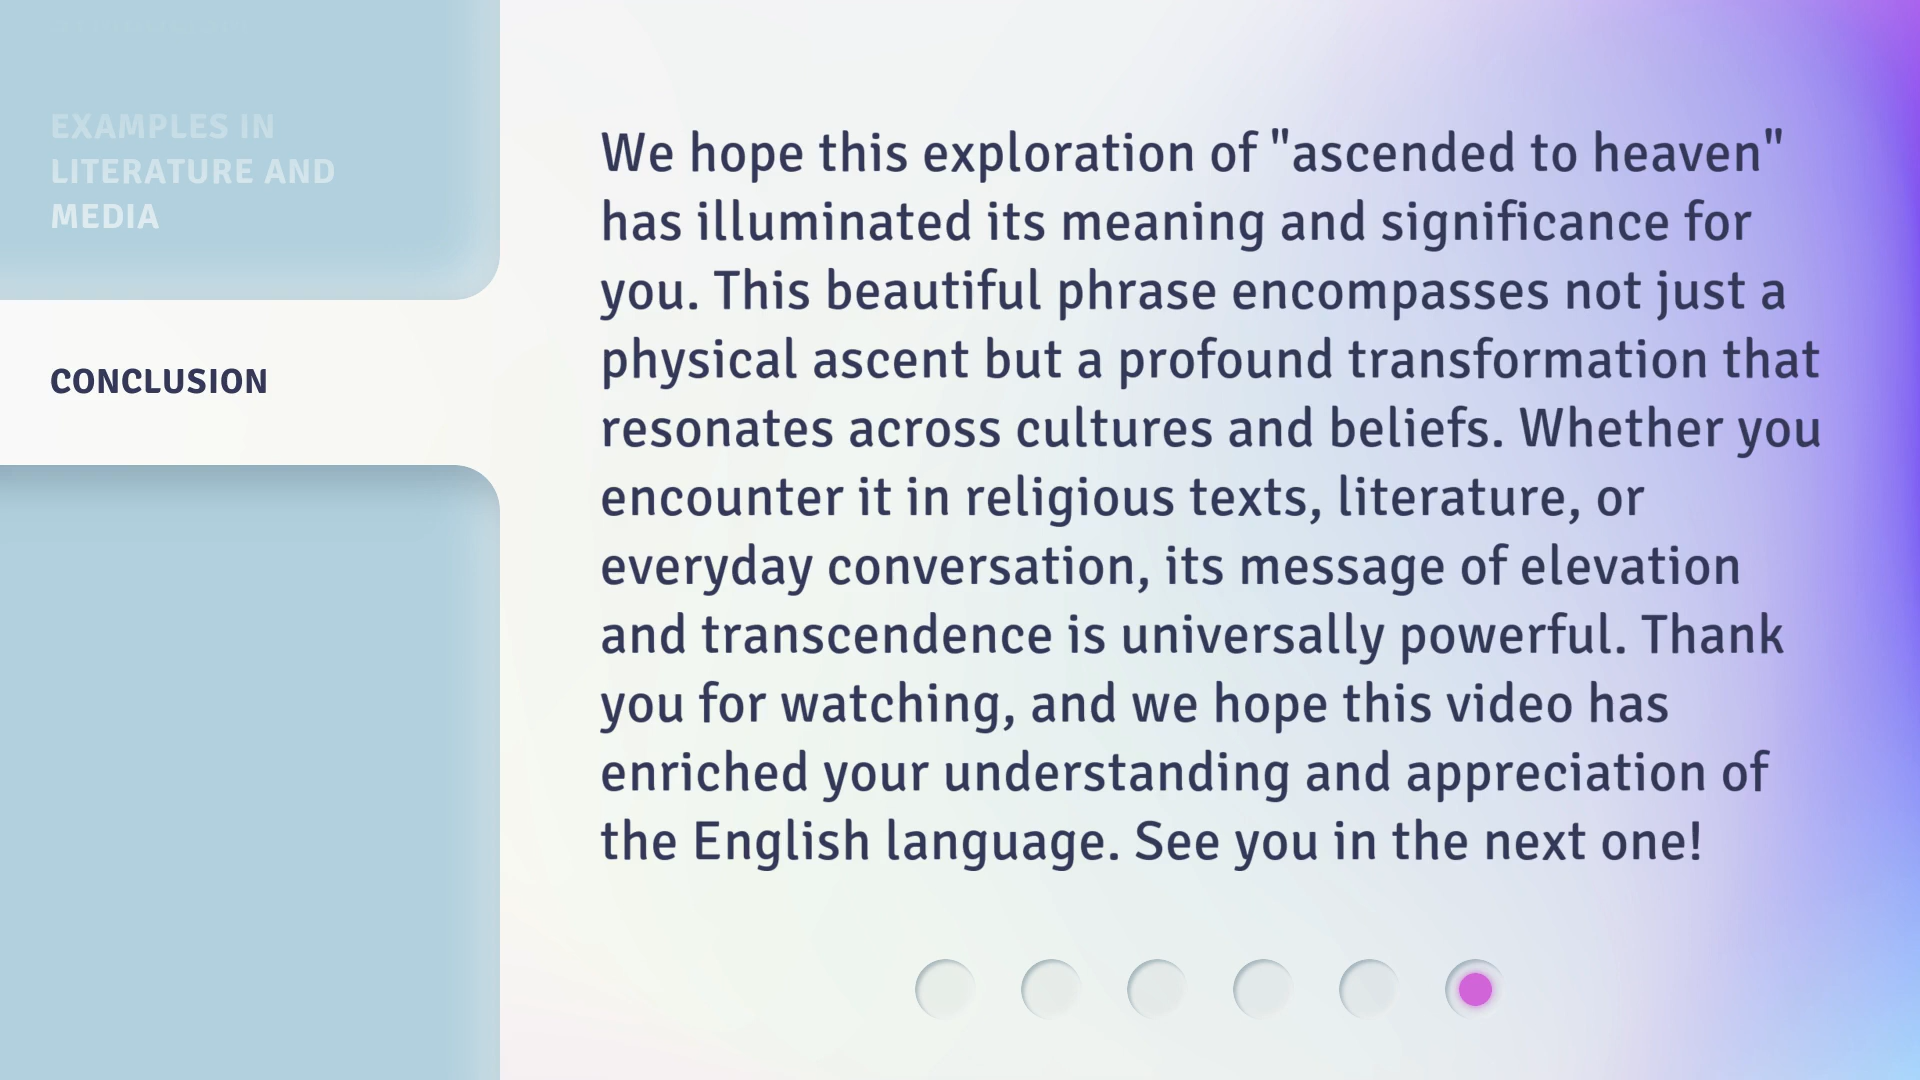 EXAMPLES IN
LITERATURE AND
MEDIA
CONCLUSION
We hope this exploration of "ascended to heaven"
has illuminated its meaning and significance for
you. This beautiful phrase encompasses not just a
physical ascent but a profound transformation that
resonates across cultures and beliefs. Whether you
encounter it in religious texts, literature, or
everyday conversation, its message of elevation
and transcendence is universally powerful. Thank
you for watching, and we hope this video has
enriched your understanding and appreciation of
the English language. See you in the next one!